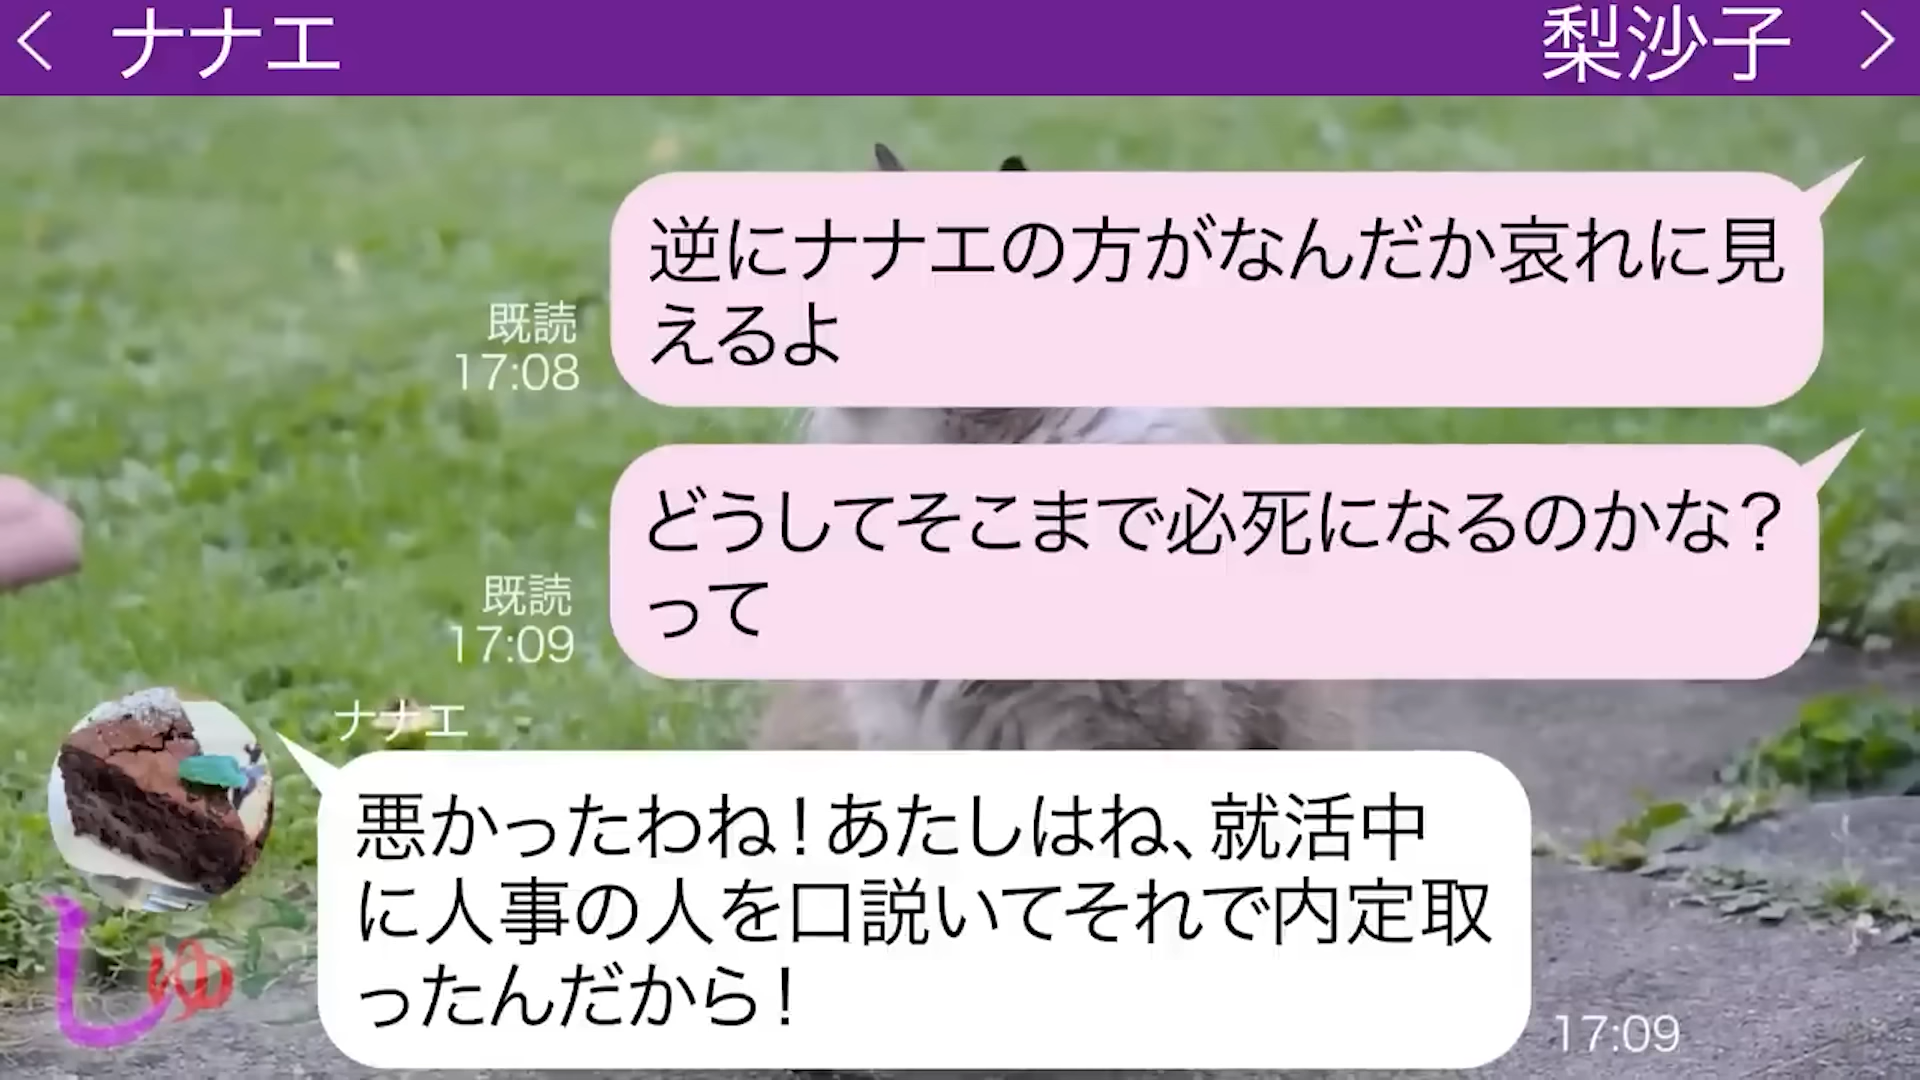 ナナエ
梨沙子
逆にナナエの方がなんだか哀れに見
えるよ
既読
17:08
どうしてそこまで必死になるのかな？
って
既読
17:09
ナナエ
悪かったわね！あたしはね、就活中
に人事の人を口説いてそれで内定取
ったんだから！
17:09
しゅ